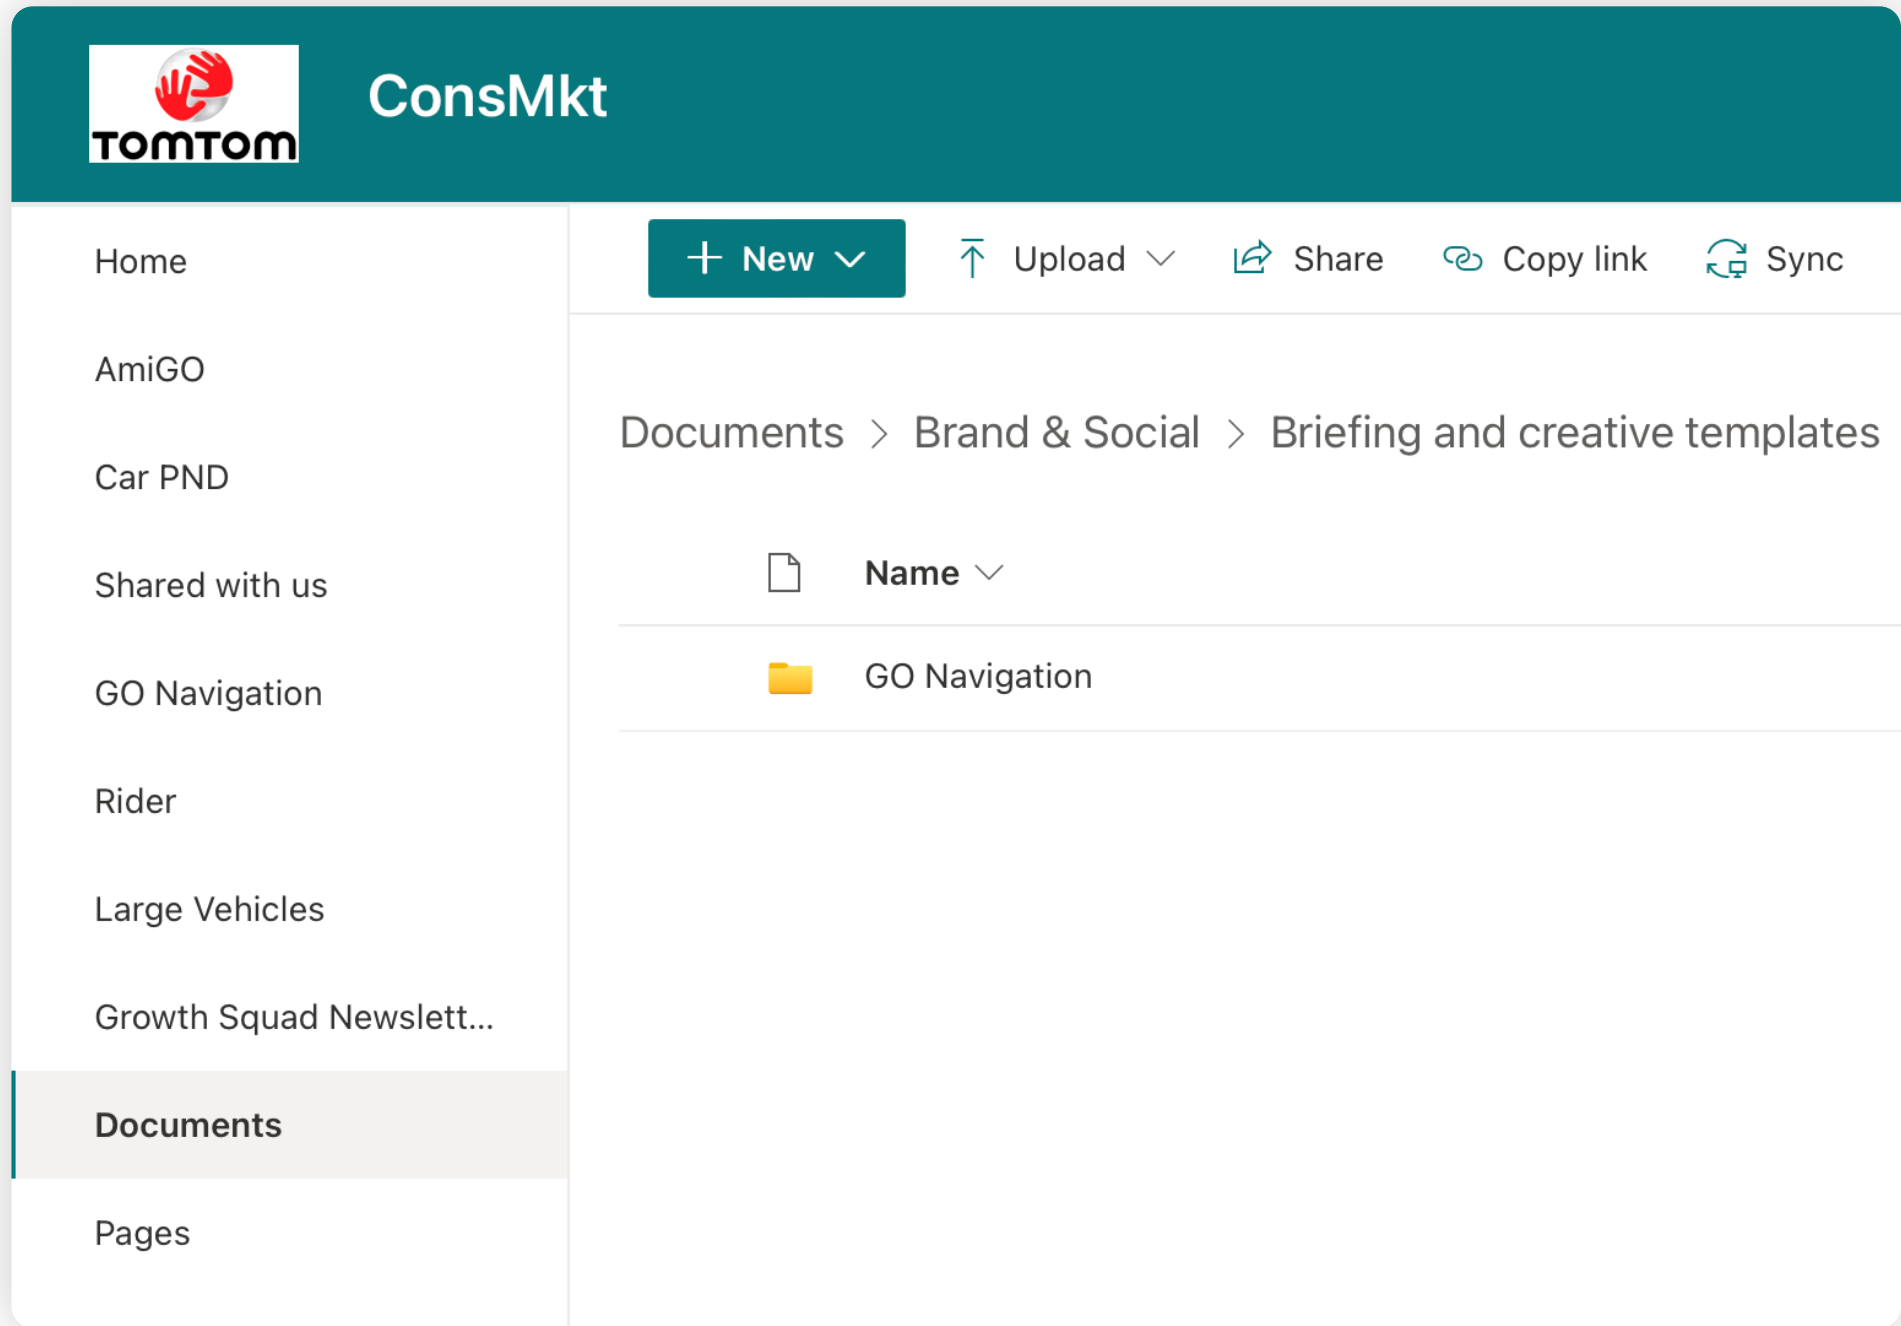 TOMTOM
ConsMkt
Home
AmiGO
Car PND
Shared with us
GO Navigation
Rider
Large Vehicles
Growth Squad Newslett...
Documents
Pages
New Upload Share Copy link Sync
Documents > Brand & Social > Briefing and creative templates
Name
GO Navigation